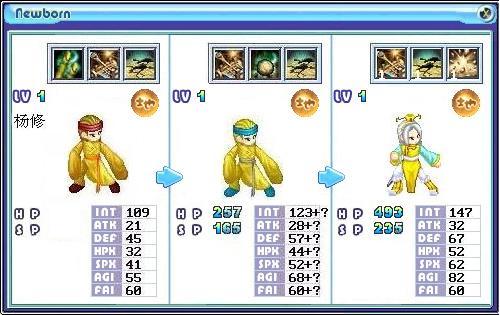 Newborn
LV 1
杨修
HP
SP
INT 109
ATK 21
DEF 45
HPX 32
SPX 41
AGI 55
FAI 60
LV 1
HP 257
SP 165
INT 123+?
ATK 28+?
DEF 57+?
HPX 44+?
SPX 52+?
AGI 68+?
FAI 60+?
LV 1
HP 493
SP 235
INT 147
ATK 32
DEF 67
HPX 52
SPX 62
AGI 82
FAI 60